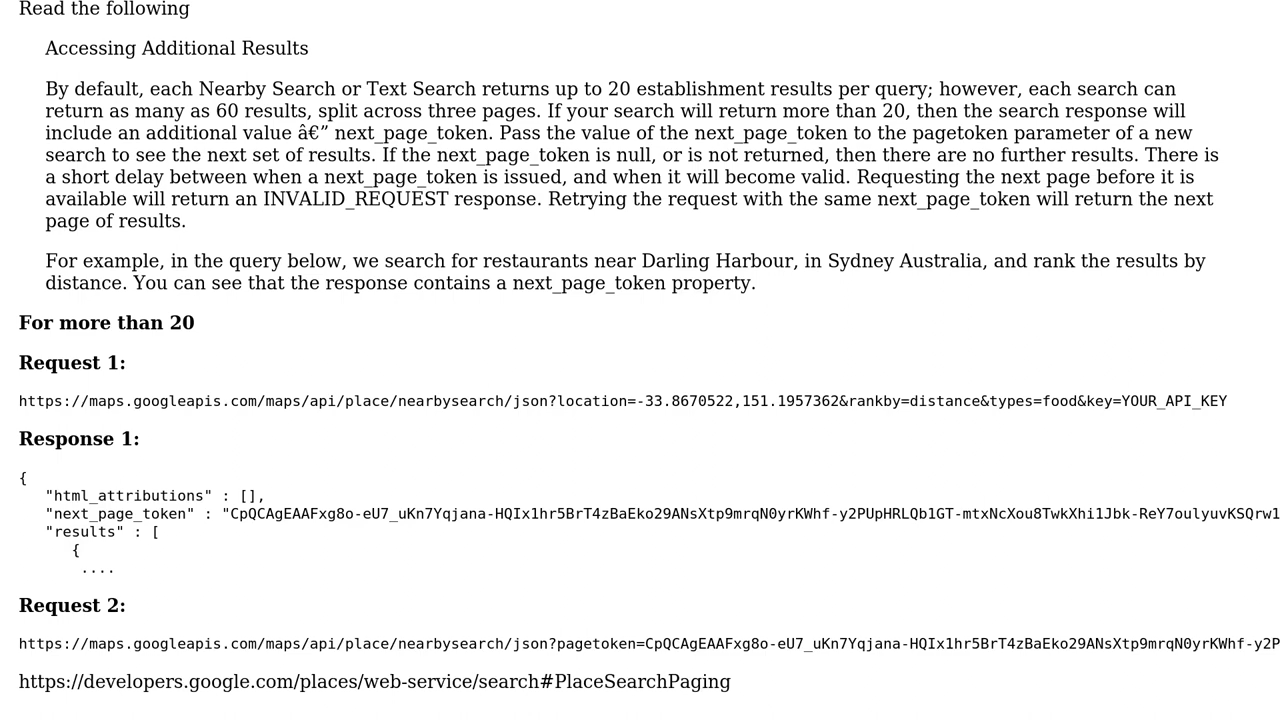 Read the following
Accessing Additional Results
By default, each Nearby Search or Text Search returns up to 20 establishment results per query; however, each search can
return as many as 60 results, split across three pages. If your search will return more than 20, then the search response will
include an additional value â€” next_page_token. Pass the value of the next_page_token to the pagetoken parameter of a new
search to see the next set of results. If the next_page_token is null, or is not returned, then there are no further results. There is
a short delay between when a next_page_token is issued, and when it will become valid. Requesting the next page before it is
available will return an INVALID_REQUEST response. Retrying the request with the same next_page_token will return the next
page of results.
For example, in the query below, we search for restaurants near Darling Harbour, in Sydney Australia, and rank the results by
distance. You can see that the response contains a next_page_token property.
For more than 20
Request 1:
https://maps.googleapis.com/maps/api/place/nearbysearch/json?location=-33.8670522,151.1957362&rankby=distance&types=food&key=YOUR_API_KEY
Response 1:
{
"html_attributions" : [],
"next_page_token" : "CpQCAgEAAFxg8o-eU7_uKn7Yqjana-HQIx1hr5BrT4zBaEko29ANsXtp9mrqN0yrKWhf-y2PUpHRLQb1GT-mtxNcXou8TwkXhi1Jbk-ReY7oulyuvKSQrw1
"results" : [
{
....
Request 2:
https://maps.googleapis.com/maps/api/place/nearbysearch/json?pagetoken=CpQCAgEAAFxg8o-eU7_uKn7Yqjana-HQIx1hr5BrT4zBaEko29ANsXtp9mrqN0yrKWhf-y2P
https://developers.google.com/places/web-service/search#PlaceSearchPaging